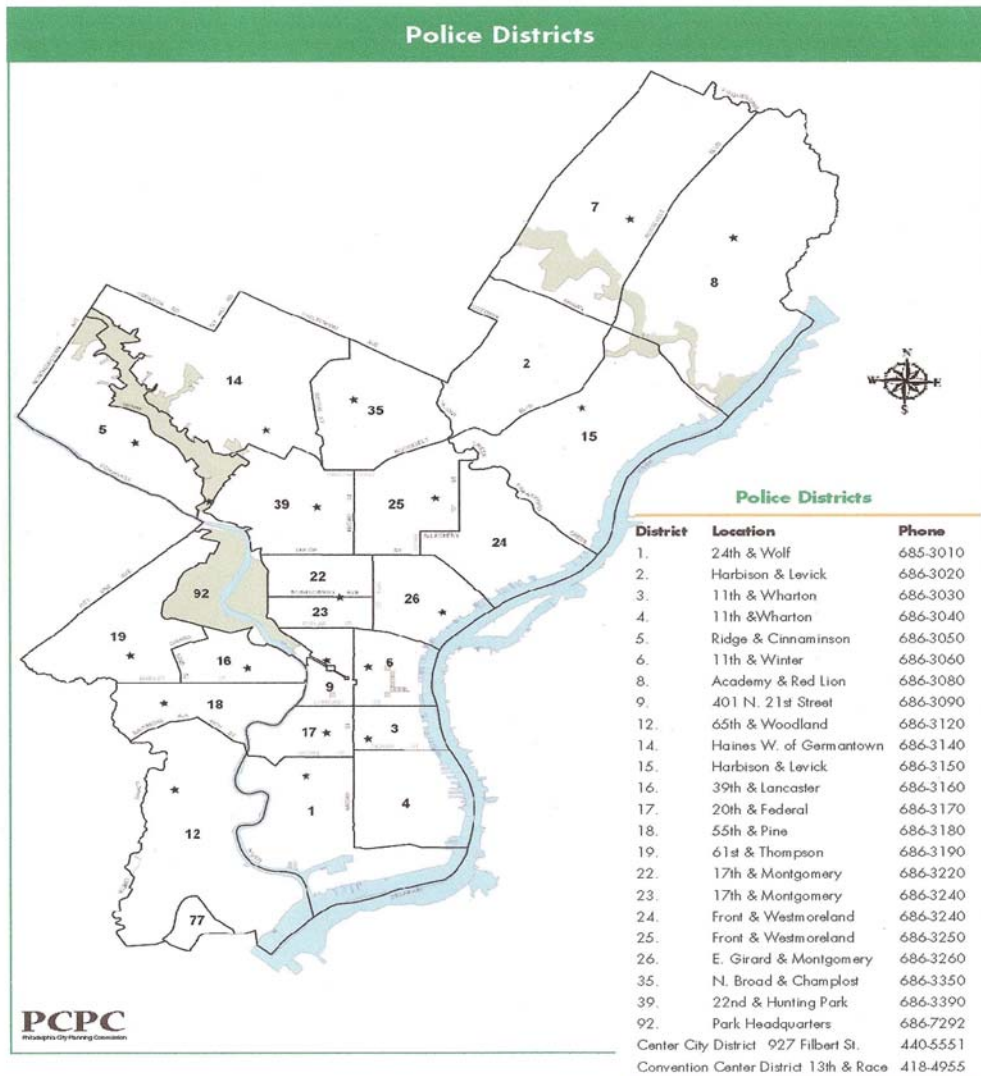 Police Districts
7
8
2
14
35
5
15
39
25
24
22
92
23
26
19
16
6
9
18
17
3
1
4
12
77
N
W E
S
Police Districts
District Location Phone
1. 24th & Wolf 685-3010
2. Harbison & Levick 686-3020
3. 11th & Wharton 686-3030
4. 11th &Wharton 686-3040
5. Ridge & Cinnaminson 686-3050
6. 11th & Winter 686-3060
8. Academy & Red Lion 686-3080
9. 401 N. 21st Street 686-3090
12. 65th & Woodland 686-3120
14. Haines W. of Germantown 686-3140
15. Harbison & Levick 686-3150
16. 39th & Lancaster 686-3160
17. 20th & Federal 686-3170
18. 55th & Pine 686-3180
19. 61st & Thompson 686-3190
22. 17th & Montgomery 686-3220
23. 17th & Montgomery 686-3240
24. Front & Westmoreland 686-3240
25. Front & Westmoreland 686-3250
26. E. Girard & Montgomery 686-3260
35. N. Broad & Champlost 686-3350
39. 22nd & Hunting Park 686-3390
92. Park Headquarters 686-7292
Center City District 927 Filbert St. 440-5551
Convention Center District 13th & Race 418-4955
PCPC
Philadelphia City Planning Commission